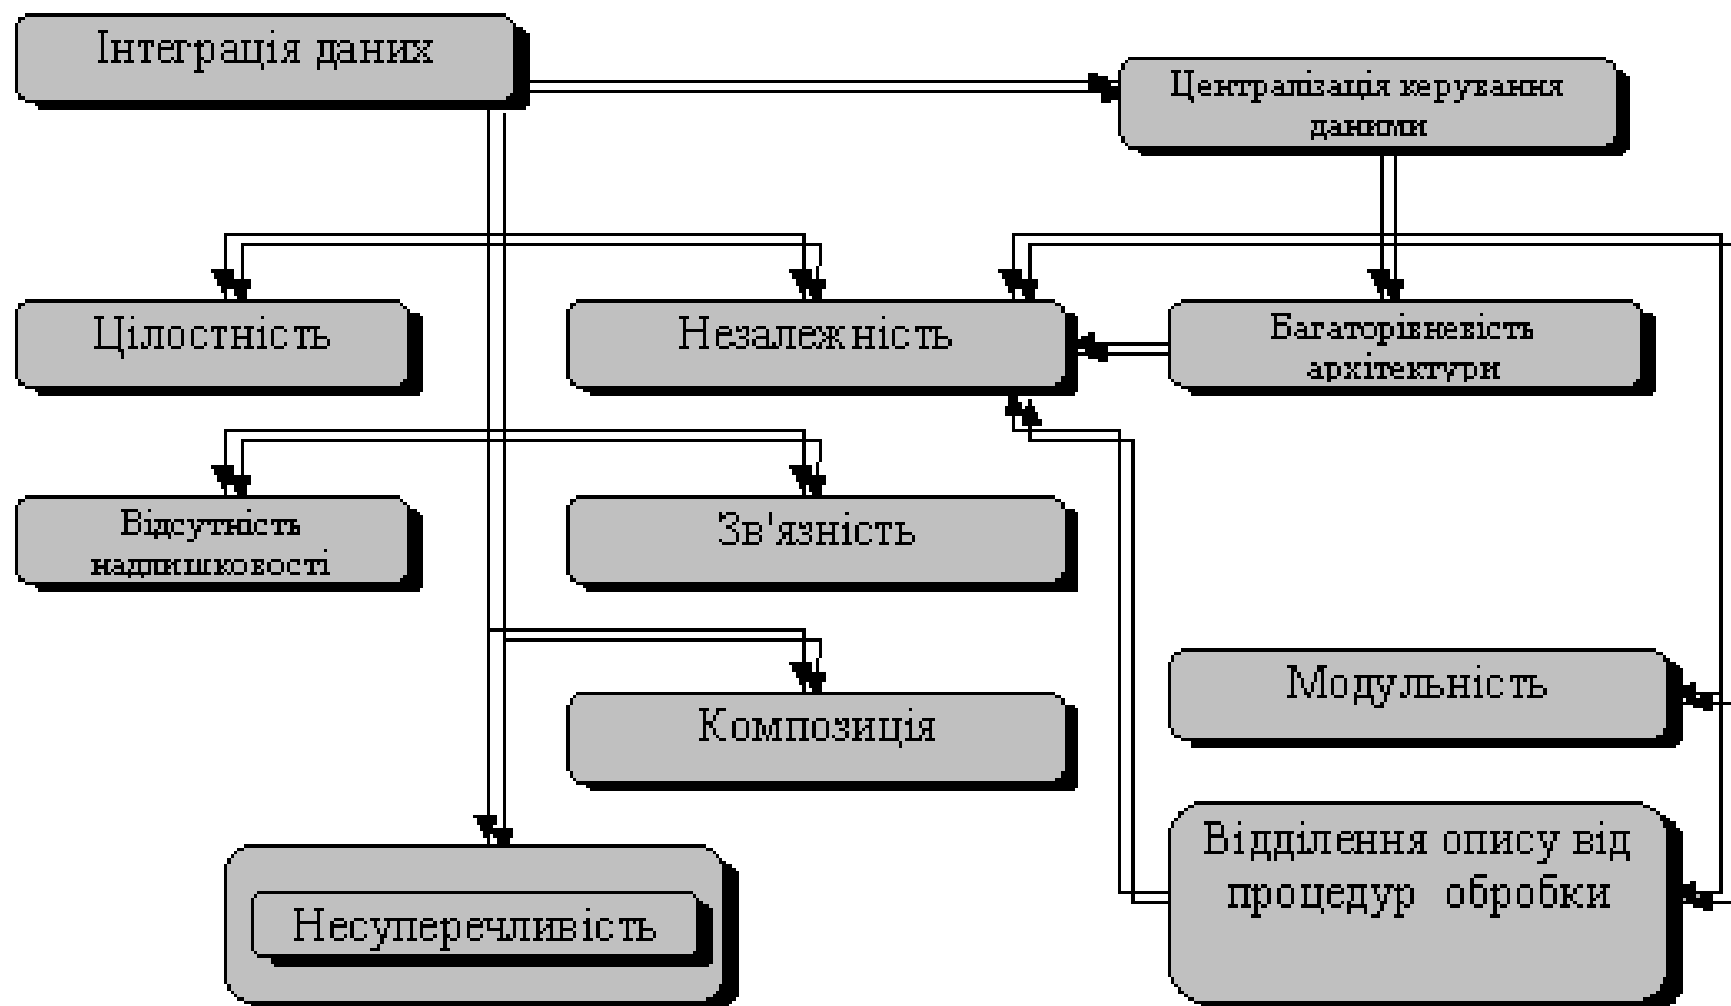 Інтеграція даних
Централізація керування
даними
Цілостність
Незалежність
Багаторівневість
архітектури
Відсутність
надлишковості
Зв'язність
Модульність
Композиція
Відділення опису від
процедур обробки
Несуперечливість